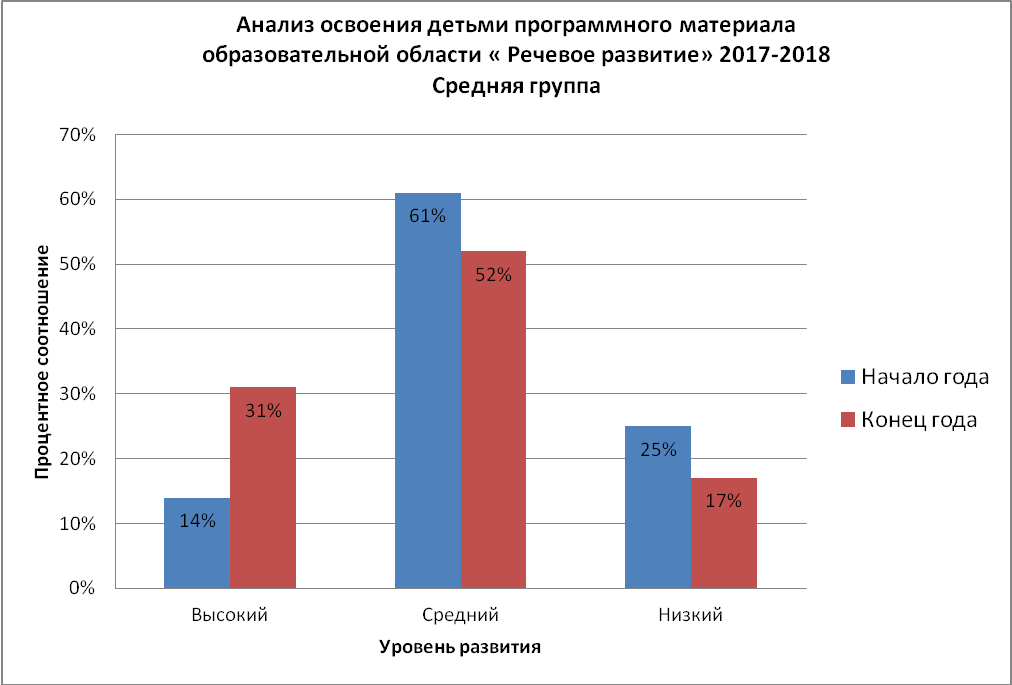 Анализ освоения детьми программного материала
образовательной области « Речевое развитие» 2017-2018
Средняя группа
70%
60%
50%
40%
30%
20%
10%
0%
Процентное соотношение
14%
31%
61%
52%
25%
17%
Высокий
Средний
Низкий
Уровень развития
Начало года
Конец года